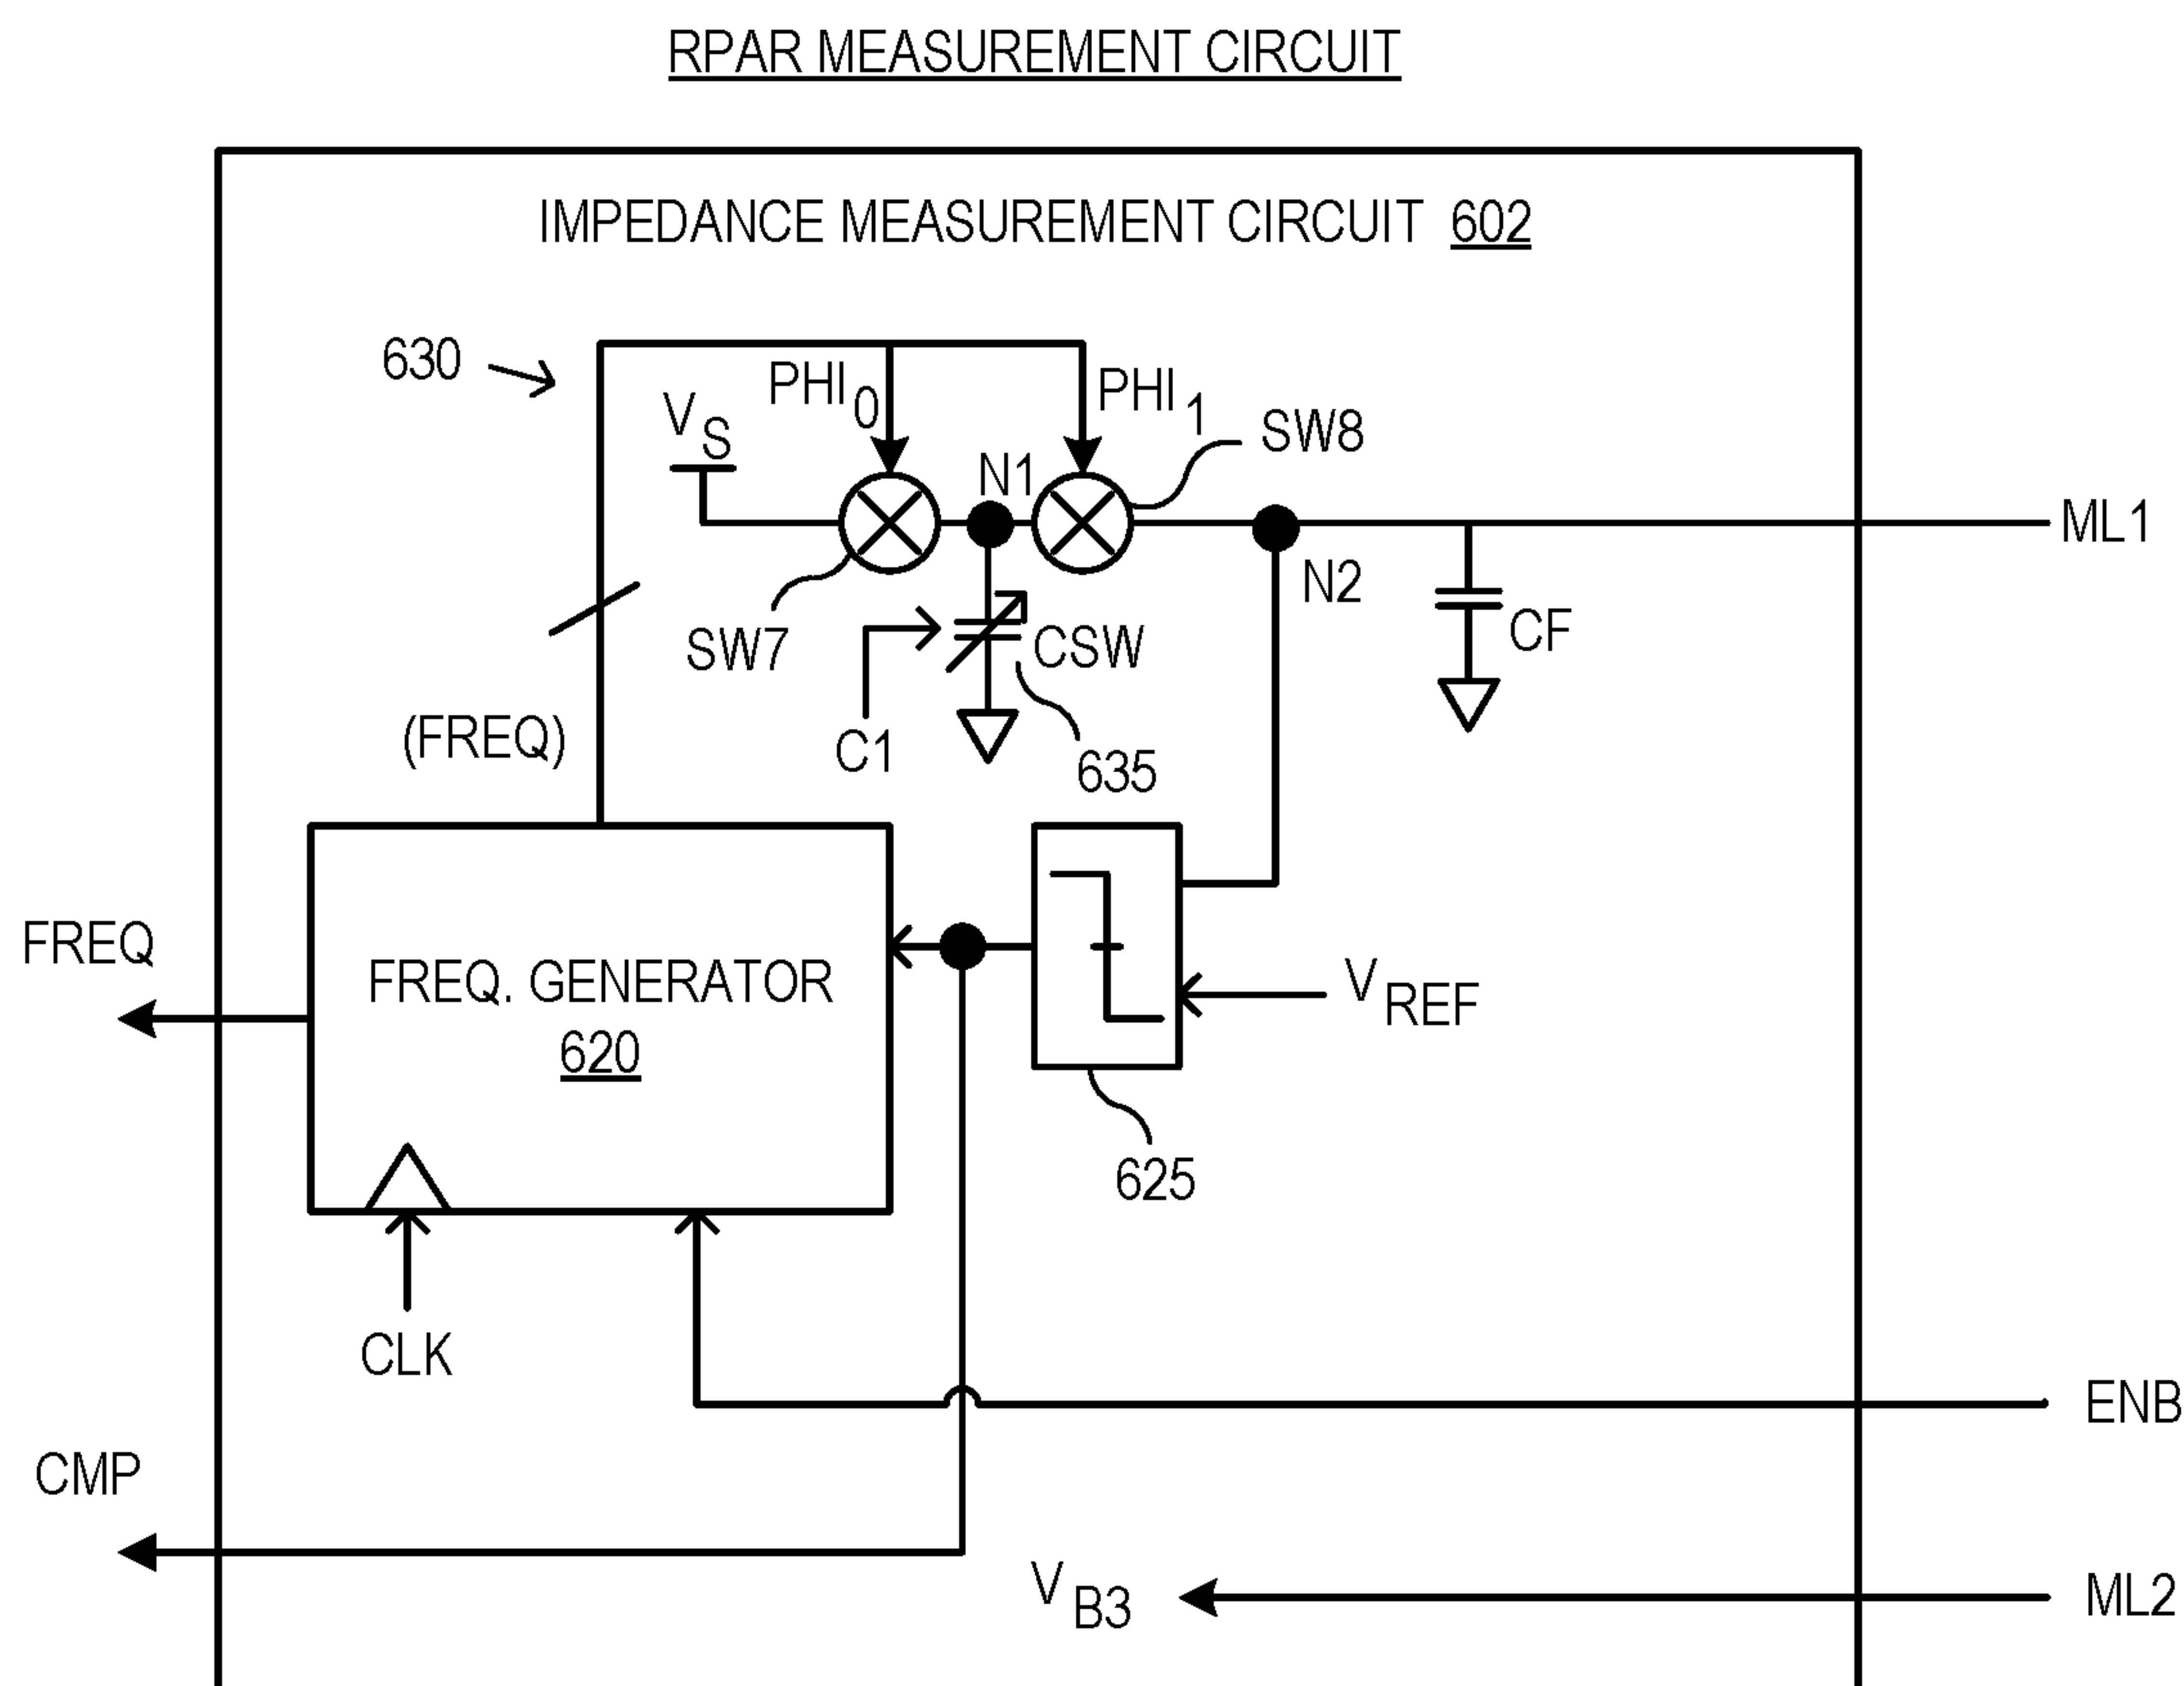 RPAR MEASUREMENT CIRCUIT
IMPEDANCE MEASUREMENT CIRCUIT 602
630
PHI0
PHI1
VS
SW8
N1
ML1
N2
SW7
CSW
CF
C1
635
(FREQ)
FREQ
FREQ. GENERATOR
620
VREF
625
CLK
ENB
CMP
VB3
ML2